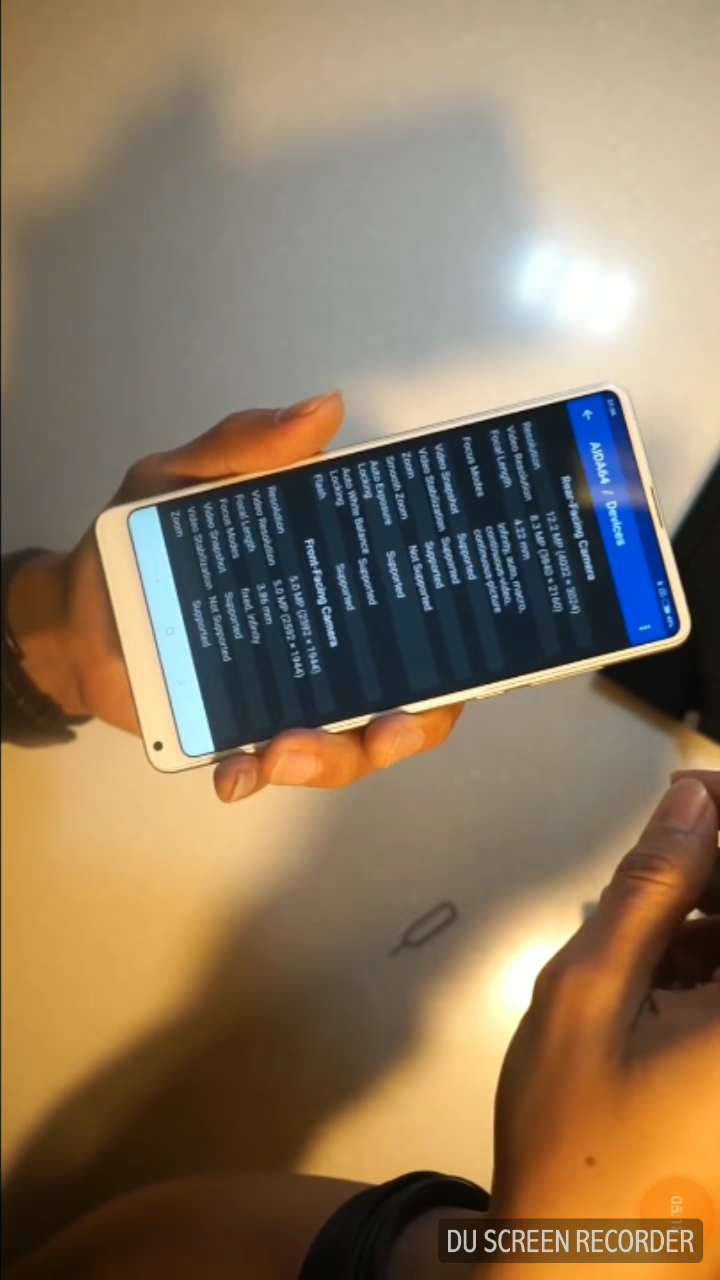 AIDA64 / Devices
Rear-Facing Camera
Resolution 12.2 MP (4032 × 3024)
Video Resolution 8.3 MP (3840 × 2160)
Focal Length 4.22 mm
Focus Modes infinity, auto, macro,
continuous-video,
continuous-picture
Video Snapshot Supported
Video Stabilization Supported
Zoom Supported
Smooth Zoom Not Supported
Auto Exposure
Locking Supported
Auto White Balance
Locking Supported
Flash Supported
Front-Facing Camera
Resolution 5.0 MP (2592 × 1944)
Video Resolution 5.0 MP (2592 × 1944)
Focal Length 3.86 mm
Focus Modes fixed, infinity
Video Snapshot Supported
Video Stabilization Not Supported
Zoom Supported
DU SCREEN RECORDER